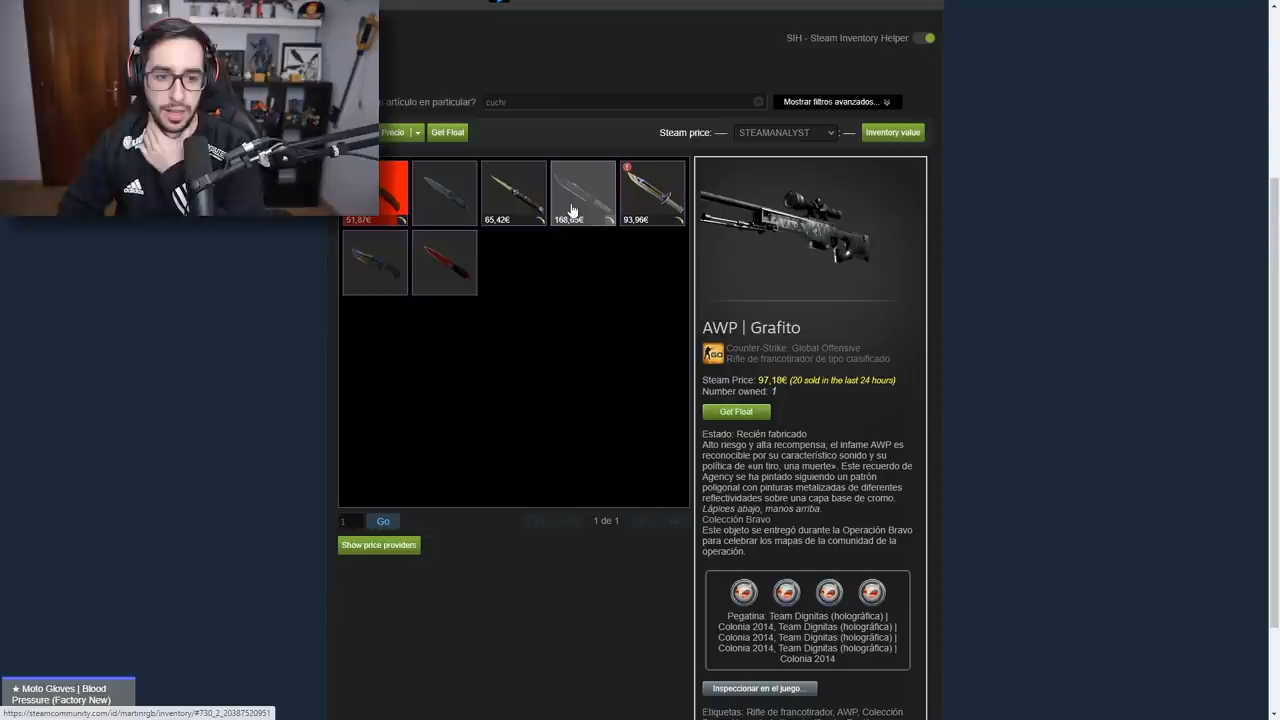 SIH - Steam Inventory Helper
u artículo en particular?
cuchi
Mostrar filtros avanzados...
Precio
Get Float
Steam price: ---
STEAMANALYST
: ---
Inventory value
51,87€
65,42€
93,96€
AWP | Grafito
Counter-Strike: Global Offensive
Rifle de francotirador de tipo clasificado
Steam Price: 97,18€ (20 sold in the last 24 hours)
Number owned: 1
Get Float
Estado: Recién fabricado
Alto riesgo y alta recompensa, el infame AWP es
reconocible por su característico sonido y su
política de «un tiro, una muerte». Este recuerdo de
Agency se ha pintado siguiendo un patrón
poligonal con pinturas metalizadas de diferentes
reflectividades sobre una capa base de cromo.
Lápices abajo, manos arriba.
Colección Bravo
Este objeto se entregó durante la Operación Bravo
para celebrar los mapas de la comunidad de la
operación.
Pegatina: Team Dignitas (holográfica) |
Colonia 2014, Team Dignitas (holográfica) |
Colonia 2014, Team Dignitas (holográfica) |
Colonia 2014, Team Dignitas (holográfica) |
Colonia 2014
Inspeccionar en el juego...
Etiquetas: Rifle de francotirador, AWP, Colección
1
Go
1 de 1
Show price providers
★ Moto Gloves | Blood
Pressure (Factory New)
https://steamcommunity.com/id/martinrgb/inventory/#730_2_20387520951